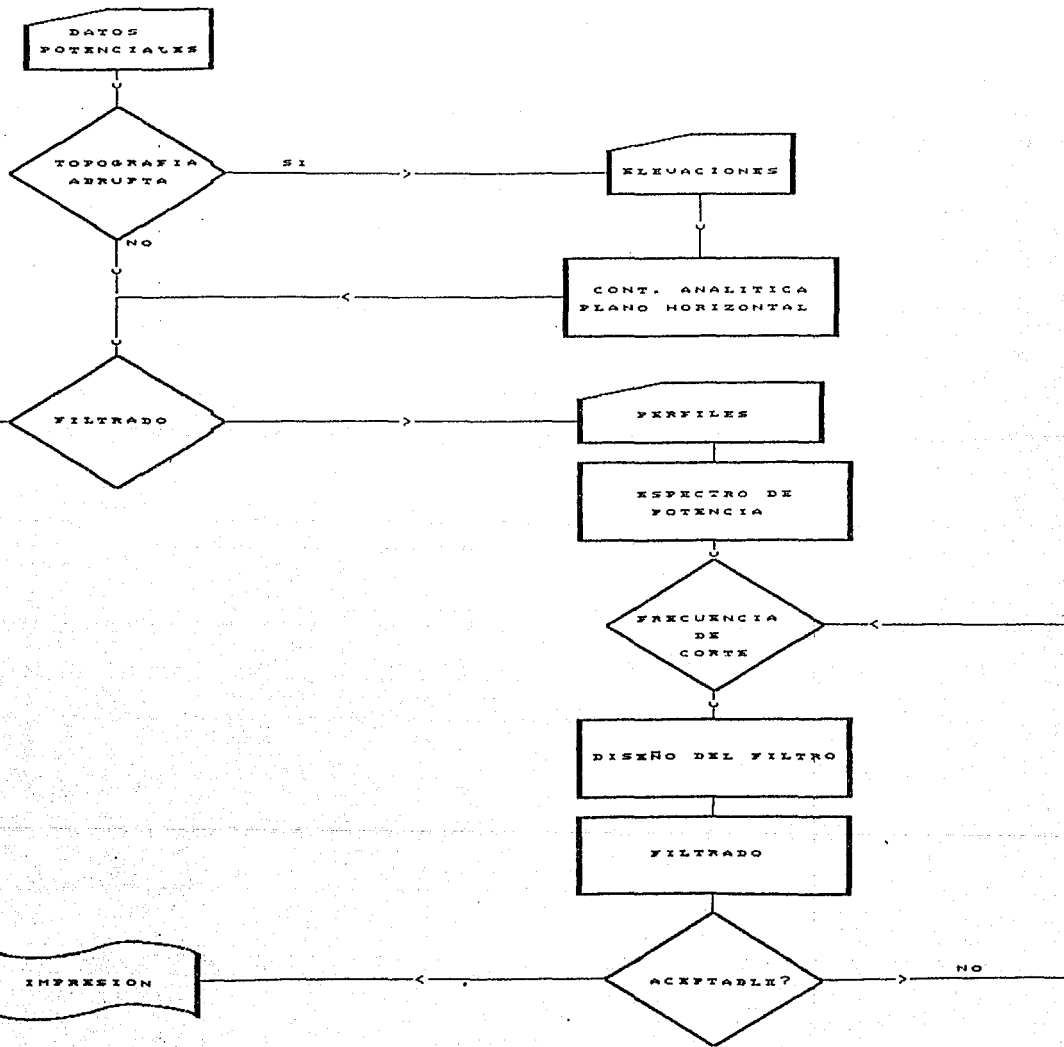 DATOS
POTENCIALES
TOPOGRAFIA
ABRUPTA
SI
ELEVACIONES
NO
CONT. ANALITICA
PLANO HORIZONTAL
FILTRADO
PERFILES
ESPECTRO DE
POTENCIA
FRECUENCIA
DE
CORTE
DISEÑO DEL FILTRO
FILTRADO
ACEPTABLE?
NO
IMPRESION